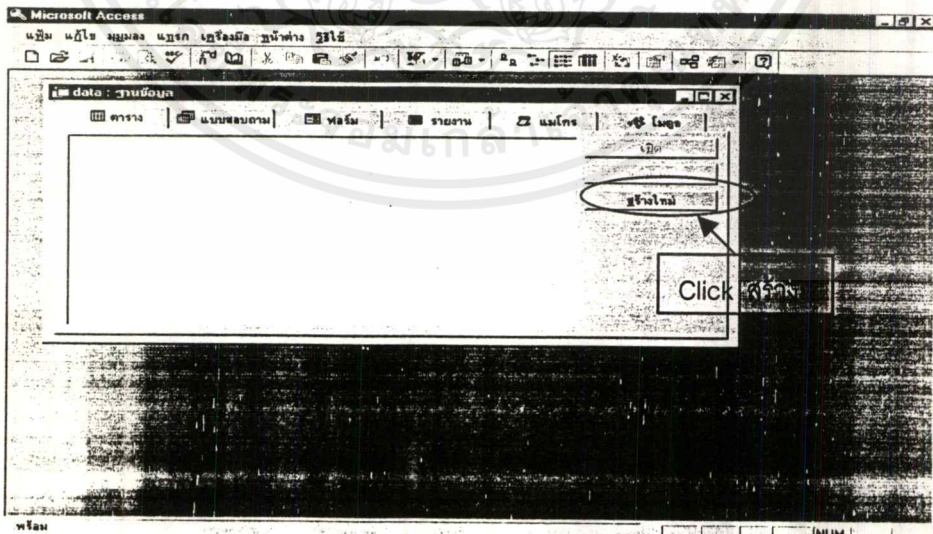 Microsoft Access
แฟ้ม แก้ไข มุมมอง แทรก เครื่องมือ หน้าต่าง วิธีใช้
data : ฐานข้อมูล
ตาราง แบบสอบถาม ฟอร์ม รายงาน แมโคร โมดูล
เปิด
สร้างใหม่
Click สร้าง
พร้อม
NUM